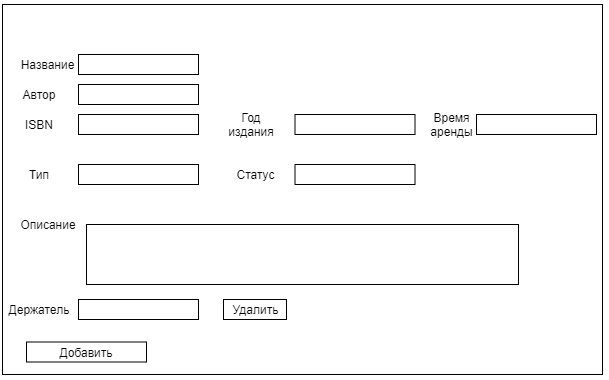 Название
Автор
ISBN
Год
издания
Время
аренды
Тип
Статус
Описание
Держатель
Удалить
Добавить